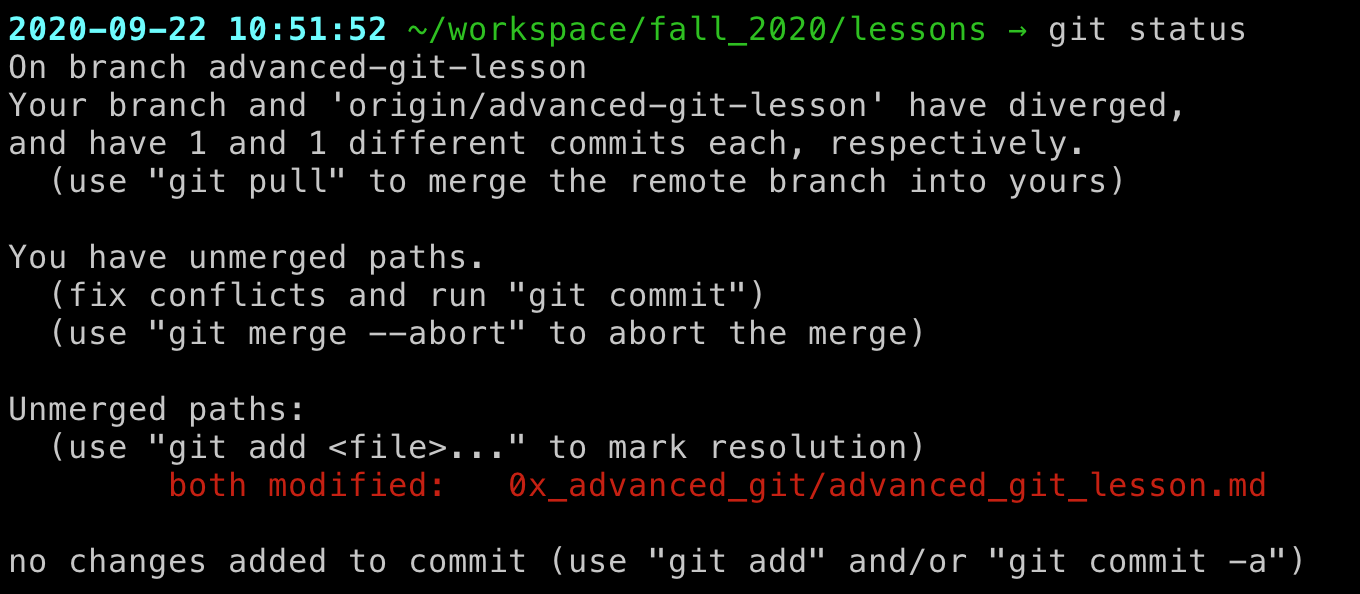 2020-09-22 10:51:52 ~/workspace/fall_2020/lessons → git status
On branch advanced-git-lesson
Your branch and 'origin/advanced-git-lesson' have diverged,
and have 1 and 1 different commits each, respectively.
  (use "git pull" to merge the remote branch into yours)

You have unmerged paths.
  (fix conflicts and run "git commit")
  (use "git merge --abort" to abort the merge)

Unmerged paths:
  (use "git add <file>..." to mark resolution)
        both modified:   0x_advanced_git/advanced_git_lesson.md

no changes added to commit (use "git add" and/or "git commit -a")